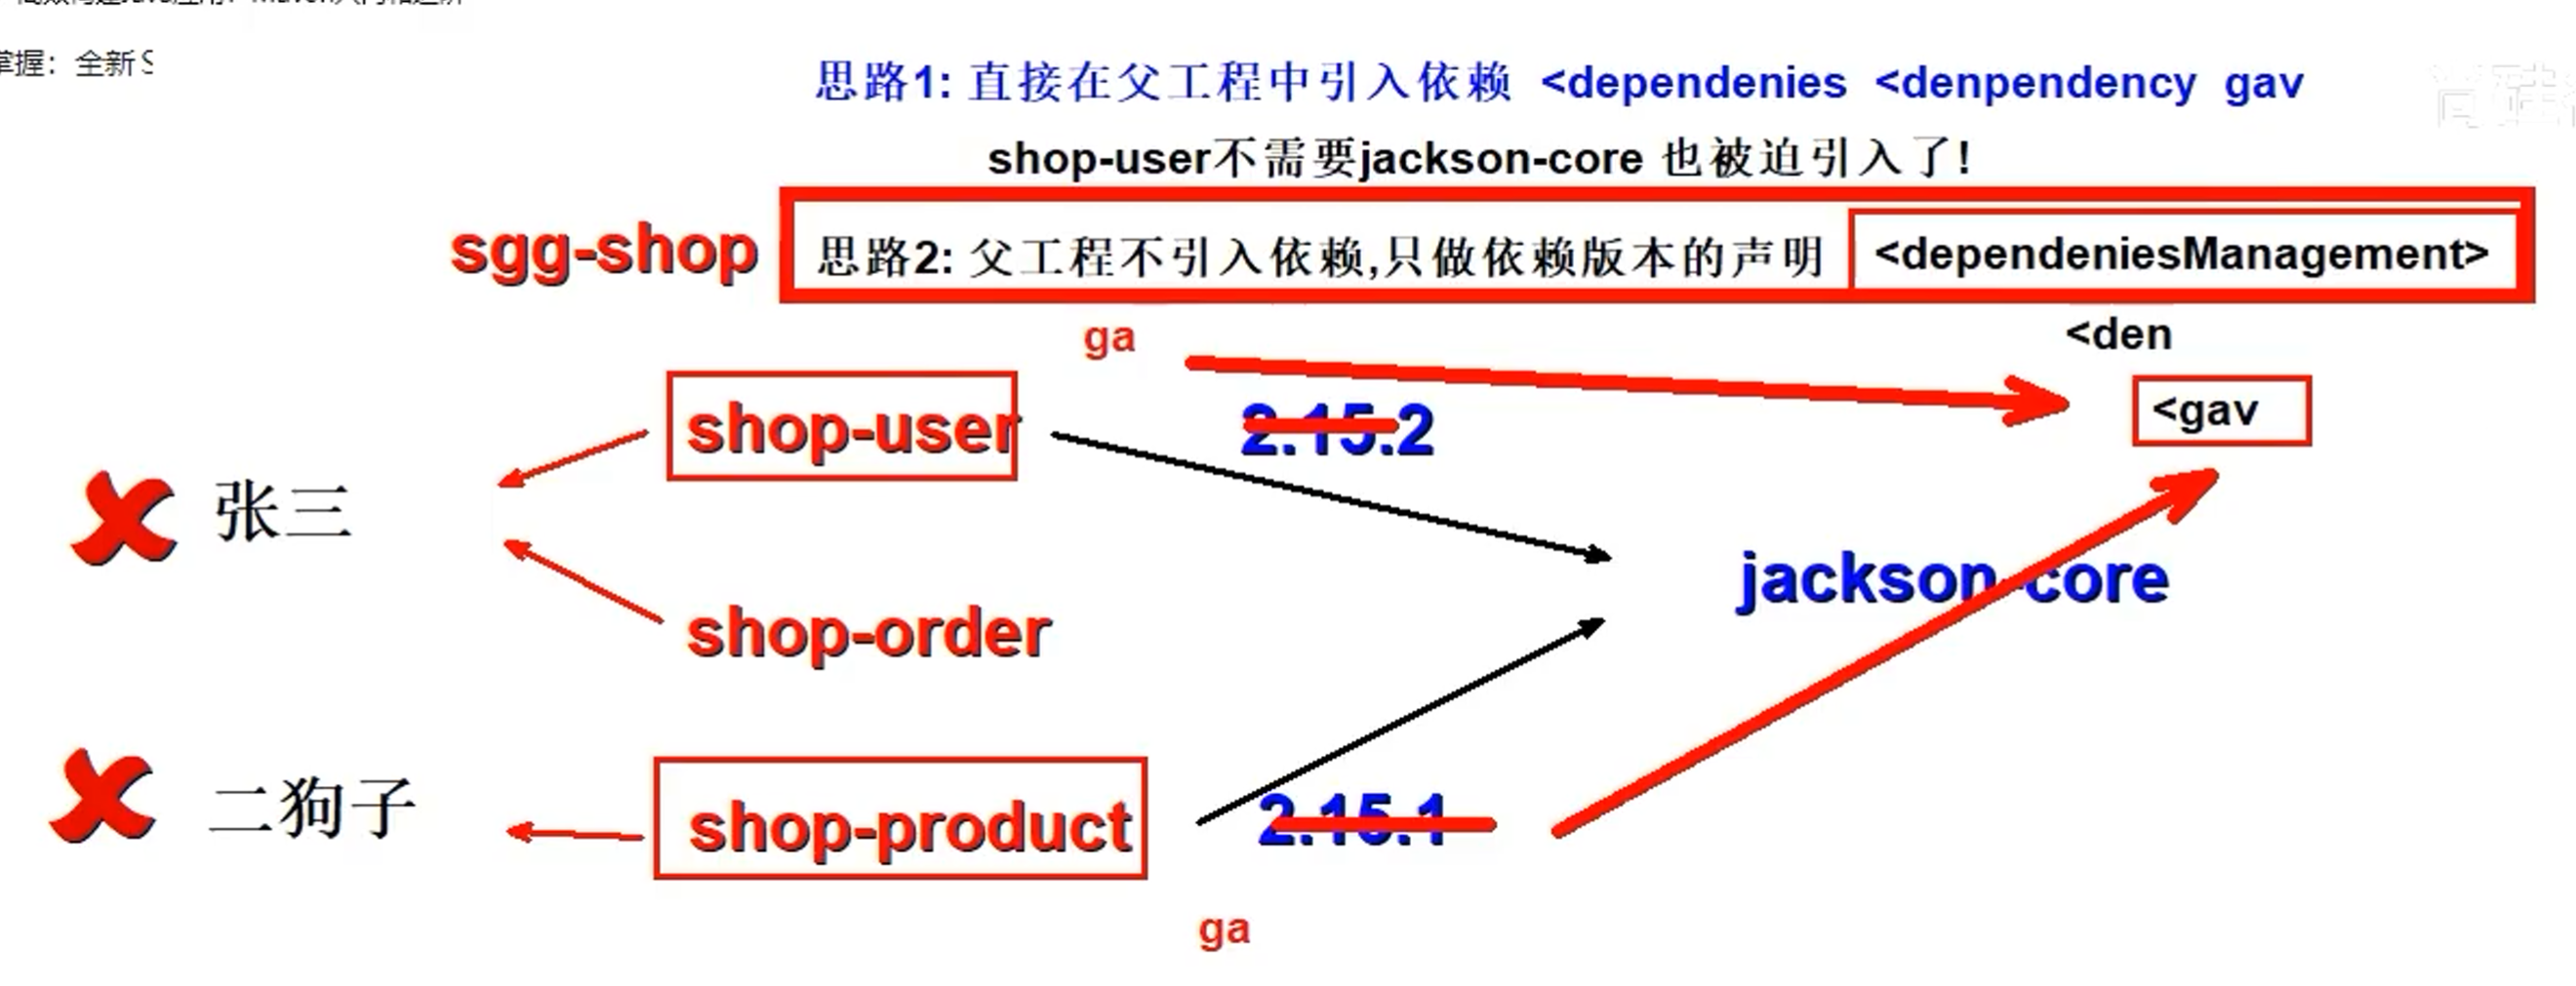 掌握：全新S
思路1: 直接在父工程中引入依赖 <dependenies <denpendency gav
shop-user不需要jackson-core 也被迫引入了!
sgg-shop
思路2: 父工程不引入依赖,只做依赖版本的声明 <dependeniesManagement>
ga
<den
<gav
shop-user
2.15.2
张三
jackson-core
shop-order
二狗子
shop-product
2.15.1
ga